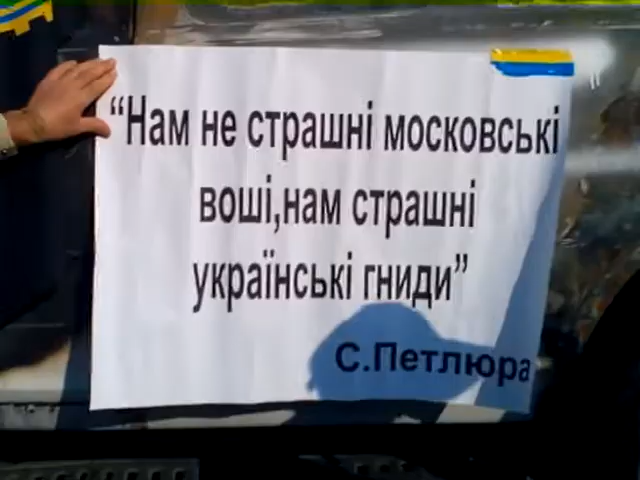 “Нам не страшні московські
воші,нам страшні
українські гниди”
С.Петлюра